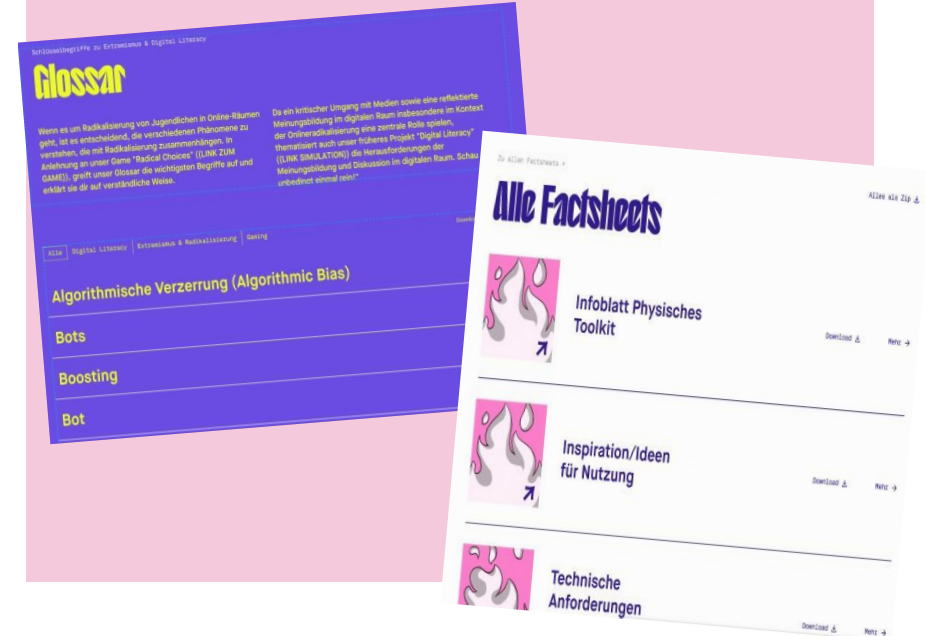 Schlüsselbegriffe zu Extremismus & Digital Literacy
Glossar
Wenn es um Radikalisierung von Jugendlichen in Online-Räumen
geht, ist es entscheidend, die verschiedenen Phänomene zu
verstehen, die mit Radikalisierung zusammenhängen. In
Anlehnung an unser Game "Radical Choices" ((LINK ZUM
GAME)), greift unser Glossar die wichtigsten Begriffe auf und
erklärt sie dir auf verständliche Weise.
Da ein kritischer Umgang mit Medien sowie eine reflektierte
Meinungsbildung im digitalen Raum insbesondere im Kontext
der Onlineradikalisierung eine zentrale Rolle spielen,
thematisiert auch unser früheres Projekt "Digital Literacy"
((LINK SIMULATION)) die Herausforderungen der
Meinungsbildung und Diskussion im digitalen Raum. Schau
unbedingt einmal rein!"
Alle Digital Literacy Extremismus & Radikalisierung Gaming
Algorithmische Verzerrung (Algorithmic Bias)
Bots
Boosting
Bot
Zu allen Factsheets
Alles als Zip
Alle Factsheets
Infoblatt Physisches
Toolkit
Download Mehr →
Inspiration/Ideen
für Nutzung
Download Mehr →
Technische
Anforderungen
Download Mehr →